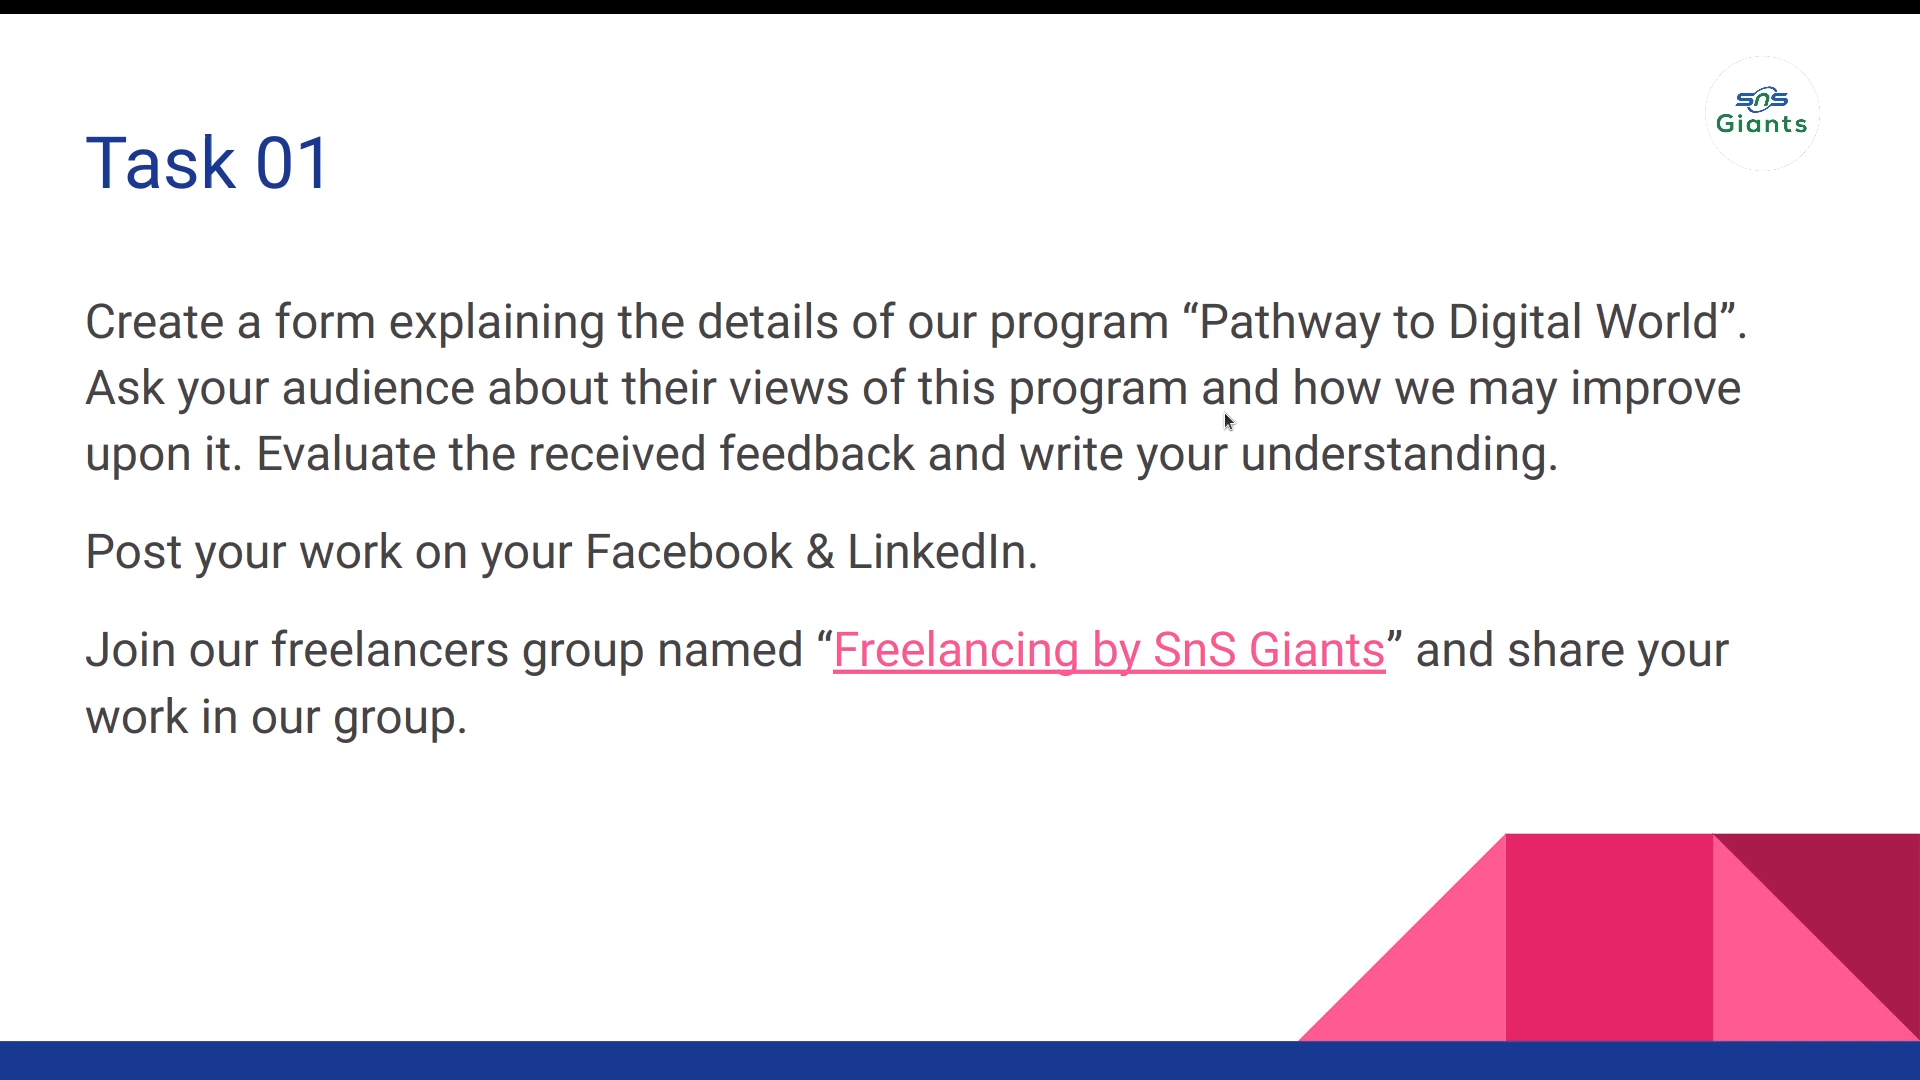 sns
Giants
Task 01
Create a form explaining the details of our program “Pathway to Digital World”.
Ask your audience about their views of this program and how we may improve
upon it. Evaluate the received feedback and write your understanding.
Post your work on your Facebook & LinkedIn.
Join our freelancers group named “Freelancing by SnS Giants” and share your
work in our group.